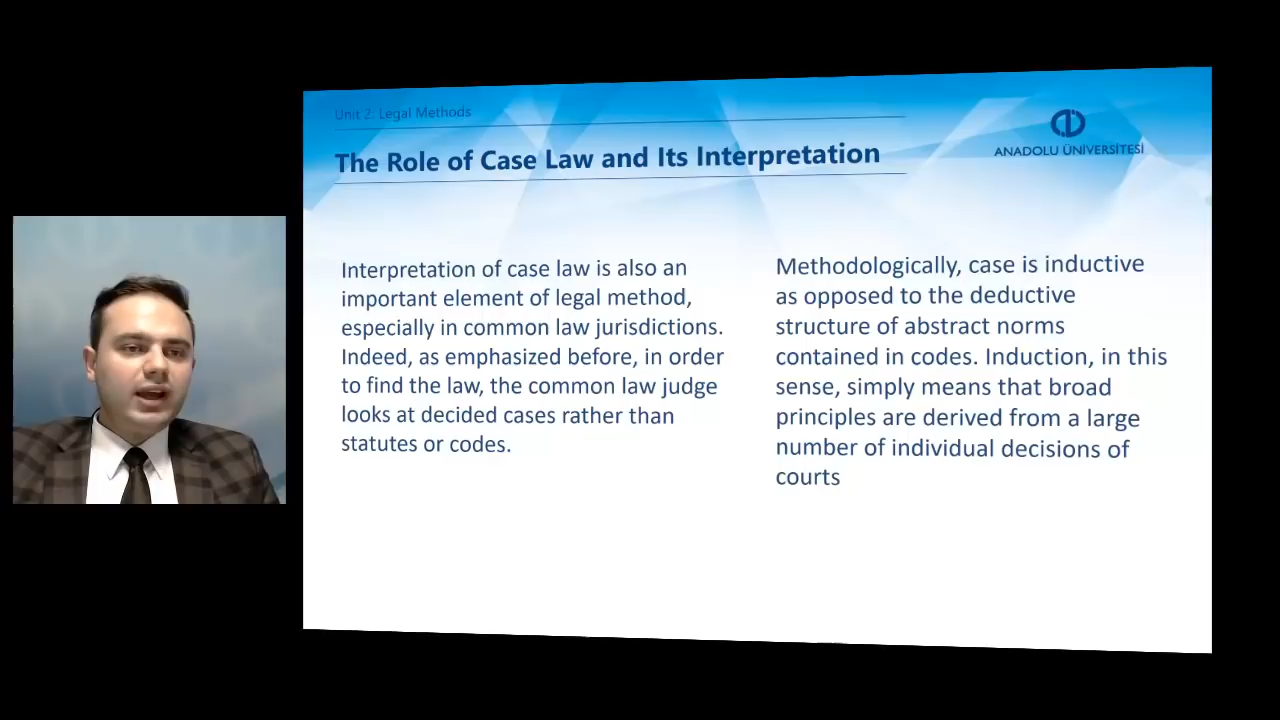 Unit 2: Legal Methods
The Role of Case Law and Its Interpretation
ANADOLU ÜNİVERSİTESİ
Interpretation of case law is also an
important element of legal method,
especially in common law jurisdictions.
Indeed, as emphasized before, in order
to find the law, the common law judge
looks at decided cases rather than
statutes or codes.
Methodologically, case is inductive
as opposed to the deductive
structure of abstract norms
contained in codes. Induction, in this
sense, simply means that broad
principles are derived from a large
number of individual decisions of
courts